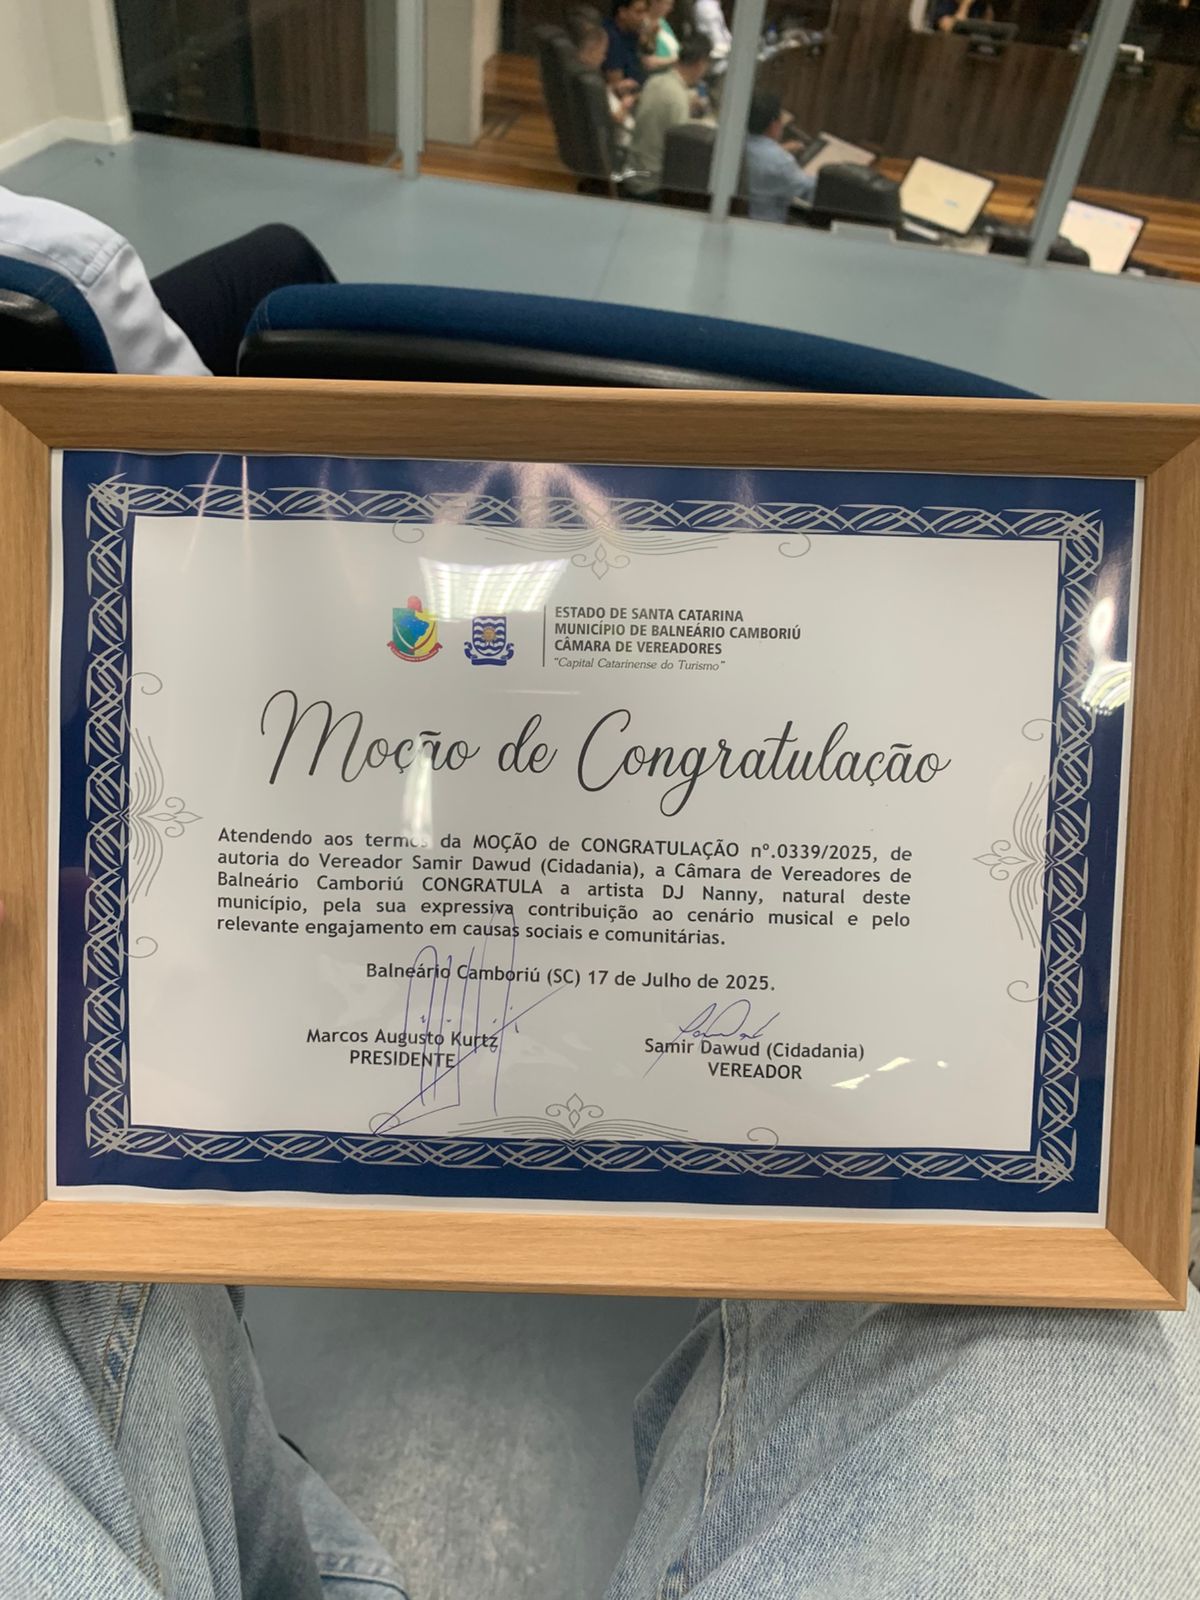 ESTADO DE SANTA CATARINA
MUNICÍPIO DE BALNEÁRIO CAMBORIÚ
CÂMARA DE VEREADORES
"Capital Catarinense do Turismo"
Moção de Congratulação
Atendendo aos termos da MOÇÃO de CONGRATULAÇÃO nº.0339/2025, de
autoria do Vereador Samir Dawud (Cidadania), a Câmara de Vereadores de
Balneário Camboriú CONGRATULA a artista DJ Nanny, natural deste
município, pela sua expressiva contribuição ao cenário musical e pelo
relevante engajamento em causas sociais e comunitárias.
Balneário Camboriú (SC) 17 de Julho de 2025.
Marcos Augusto Kurtz
PRESIDENTE
Samir Dawud (Cidadania)
VEREADOR